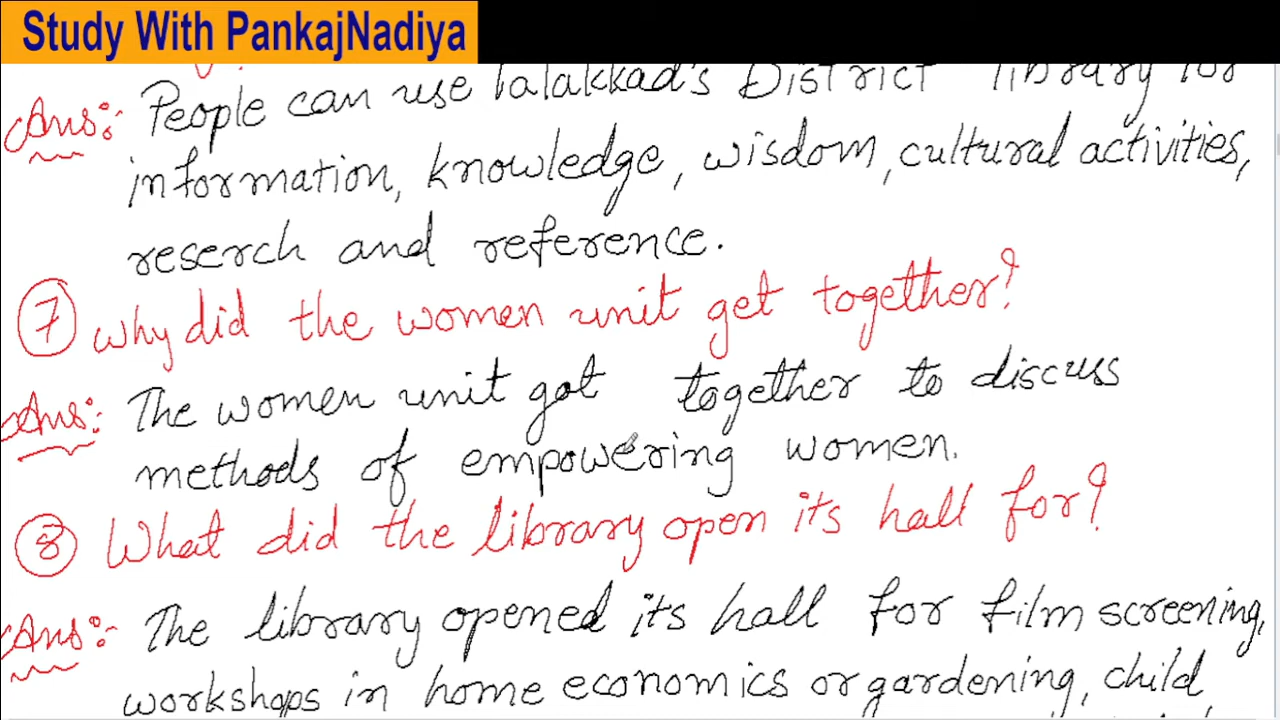 Study With PankajNadiya
Ans: People can use Palakkad's District library for
information, knowledge, wisdom, cultural activities,
reserch and reference.
7 Why did the women unit get together?
Ans: The women unit got together to discuss
methods of empowering women.
8 What did the library open its hall for?
Ans: The library opened its hall for film screening,
workshops in home economics or gardening, child